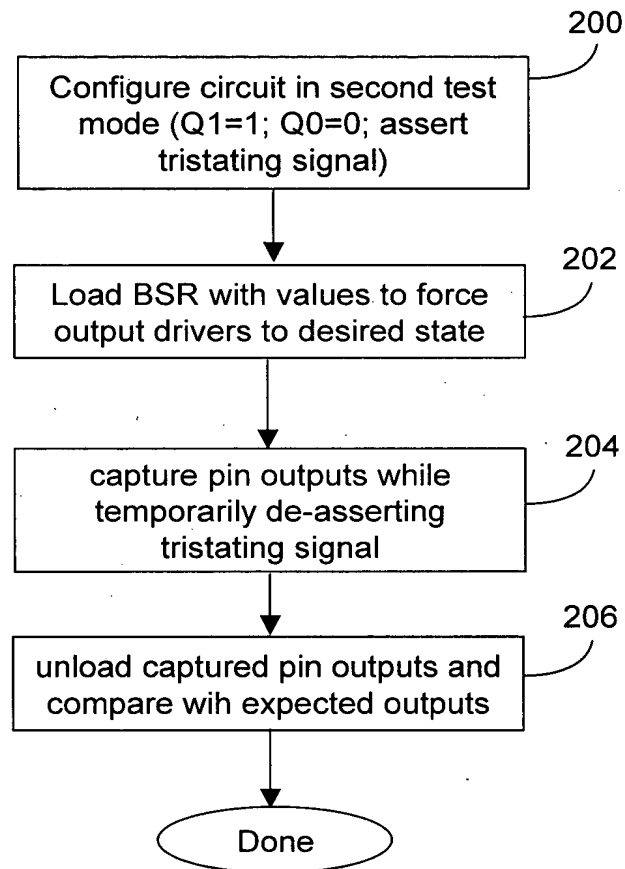 200
Configure circuit in second test
mode (Q1=1; Q0=0; assert
tristating signal)
202
Load BSR with values to force
output drivers to desired state
204
capture pin outputs while
temporarily de-asserting
tristating signal
206
unload captured pin outputs and
compare wih expected outputs
Done